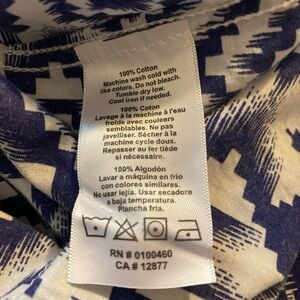 100% Cotton
Machine wash cold with
like colors. Do not bleach.
Tumble dry low.
Cool iron if needed.
100% Coton
Lavage à la machine à l'eau
froide avec couleurs
semblables. Ne pas
javelliser. Sécher à la
machine cycle doux.
Repasser au fer tiède
si nécessaire.
100% Algodón
Lavar a máquina en frío
con colores similares.
No usar lejía. Usar secadora
a baja temperatura.
Plancha fría.
RN # 0100460
CA # 12877